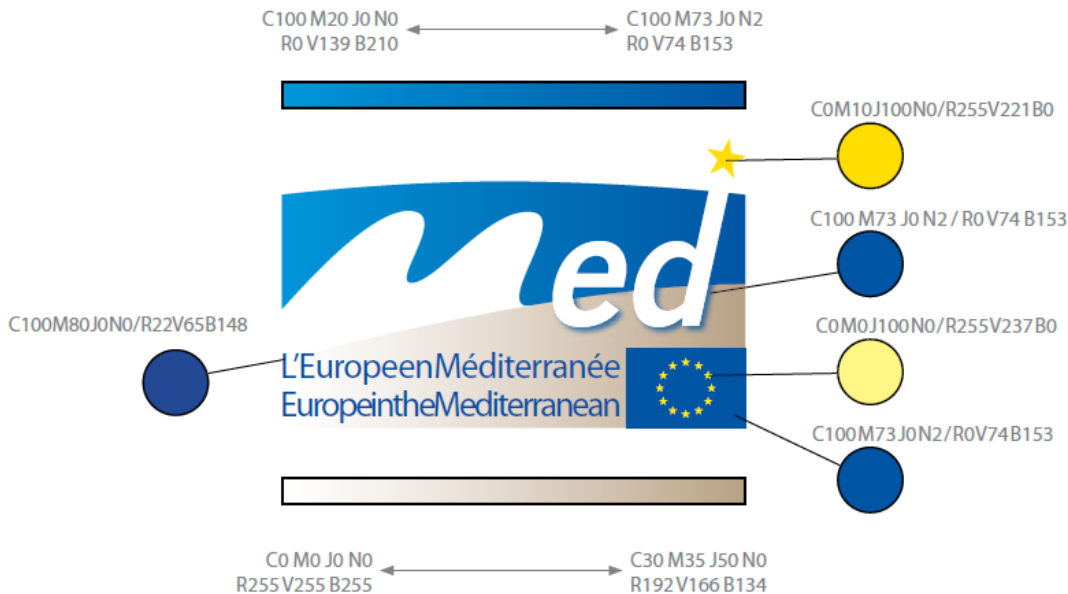 C100 M20 J0 N0
R0 V139 B210
C100 M73 J0 N2
R0 V74 B153
C0M10J100N0/R255V221B0
Med
C100 M73 J0 N2 / R0 V74 B153
C100M80J0N0/R22V65B148
C0M0J100N0/R255V237B0
L'EuropeenMéditerranée
EuropeintheMediterranean
C100M73J0N2/R0V74B153
C0 M0 J0 N0
R255 V255 B255
C30 M35 J50 N0
R192 V166 B134